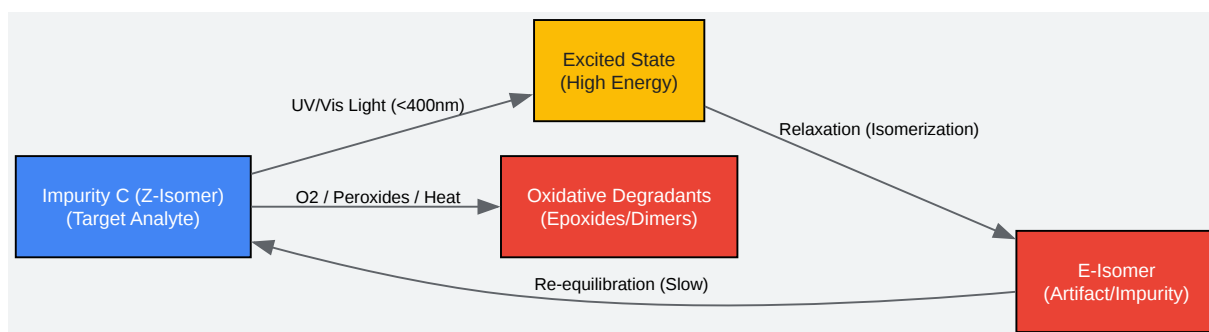 Excited State
(High Energy)
UV/Vis Light (<400nm)
Relaxation (Isomerization)
Impurity C (Z-Isomer)
(Target Analyte)
O2 / Peroxides / Heat
Oxidative Degradants
(Epoxides/Dimers)
Re-equilibration (Slow)
E-Isomer
(Artifact/Impurity)